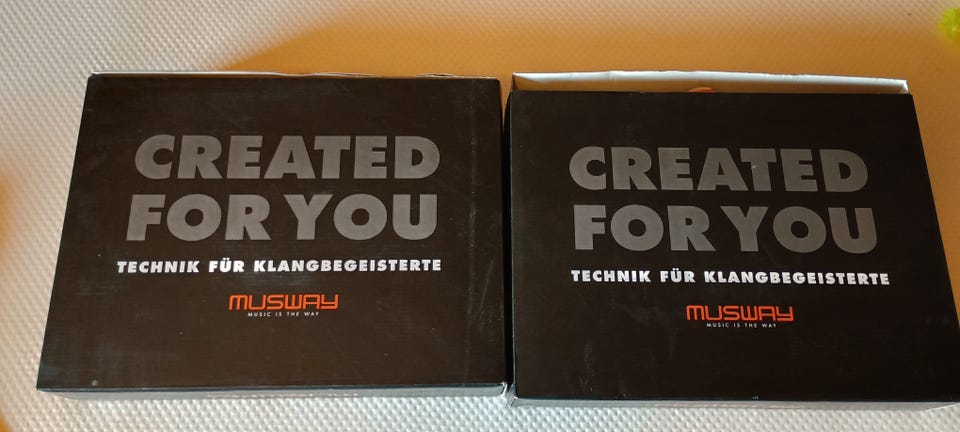 CREATED
FOR YOU
TECHNIK FÜR KLANGBEGEISTERTE
MUSWAY
MUSIC IS THE WAY
CREATED
FOR YOU
TECHNIK FÜR KLANGBEGEISTERTE
MUSWAY
MUSIC IS THE WAY